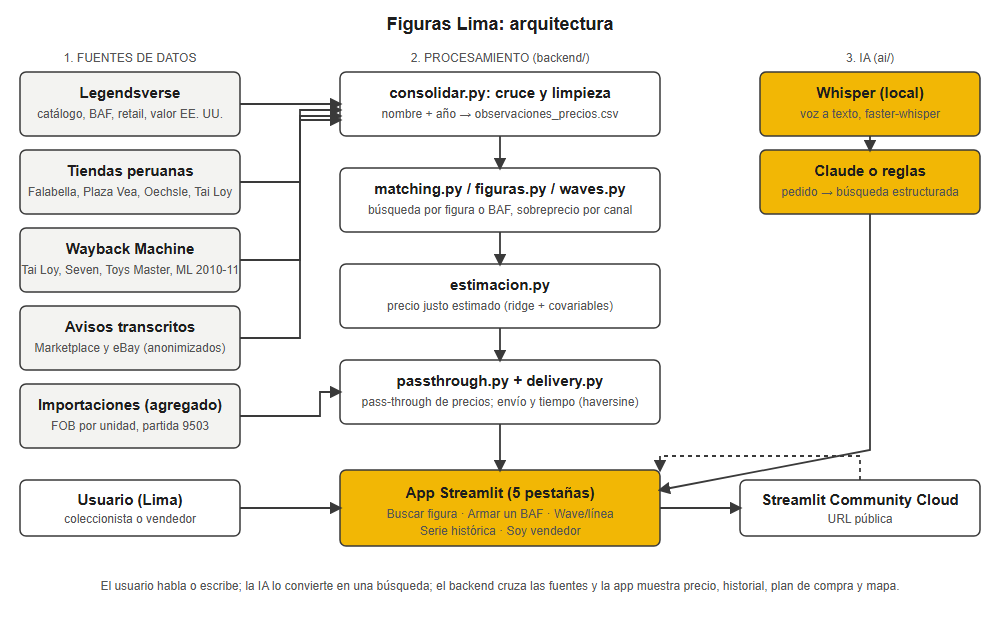 Figuras Lima: arquitectura
1. FUENTES DE DATOS
Legendsverse
catálogo, BAF, retail, valor EE. UU.
Tiendas peruanas
Falabella, Plaza Vea, Oechsle, Tai Loy
Wayback Machine
Tai Loy, Seven, Toys Master, ML 2010-11
Avisos transcritos
Marketplace y eBay (anonimizados)
Importaciones (agregado)
FOB por unidad, partida 9503
Usuario (Lima)
coleccionista o vendedor
2. PROCESAMIENTO (backend/)
consolidar.py: cruce y limpieza
nombre + año → observaciones_precios.csv
matching.py / figuras.py / waves.py
búsqueda por figura o BAF, sobreprecio por canal
estimacion.py
precio justo estimado (ridge + covariables)
passthrough.py + delivery.py
pass-through de precios; envío y tiempo (haversine)
App Streamlit (5 pestañas)
Buscar figura · Armar un BAF · Wave/línea
Serie histórica · Soy vendedor
3. IA (ai/)
Whisper (local)
voz a texto, faster-whisper
Claude o reglas
pedido → búsqueda estructurada
Streamlit Community Cloud
URL pública
El usuario habla o escribe; la IA lo convierte en una búsqueda; el backend cruza las fuentes y la app muestra precio, historial, plan de compra y mapa.